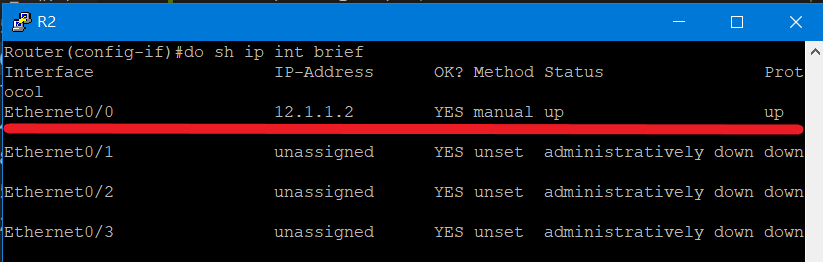 R2
Router(config-if)#do sh ip int brief
Interface                  IP-Address      OK? Method Status                Prot
ocol
Ethernet0/0                12.1.1.2        YES manual up                    up
Ethernet0/1                unassigned      YES unset  administratively down down
Ethernet0/2                unassigned      YES unset  administratively down down
Ethernet0/3                unassigned      YES unset  administratively down down